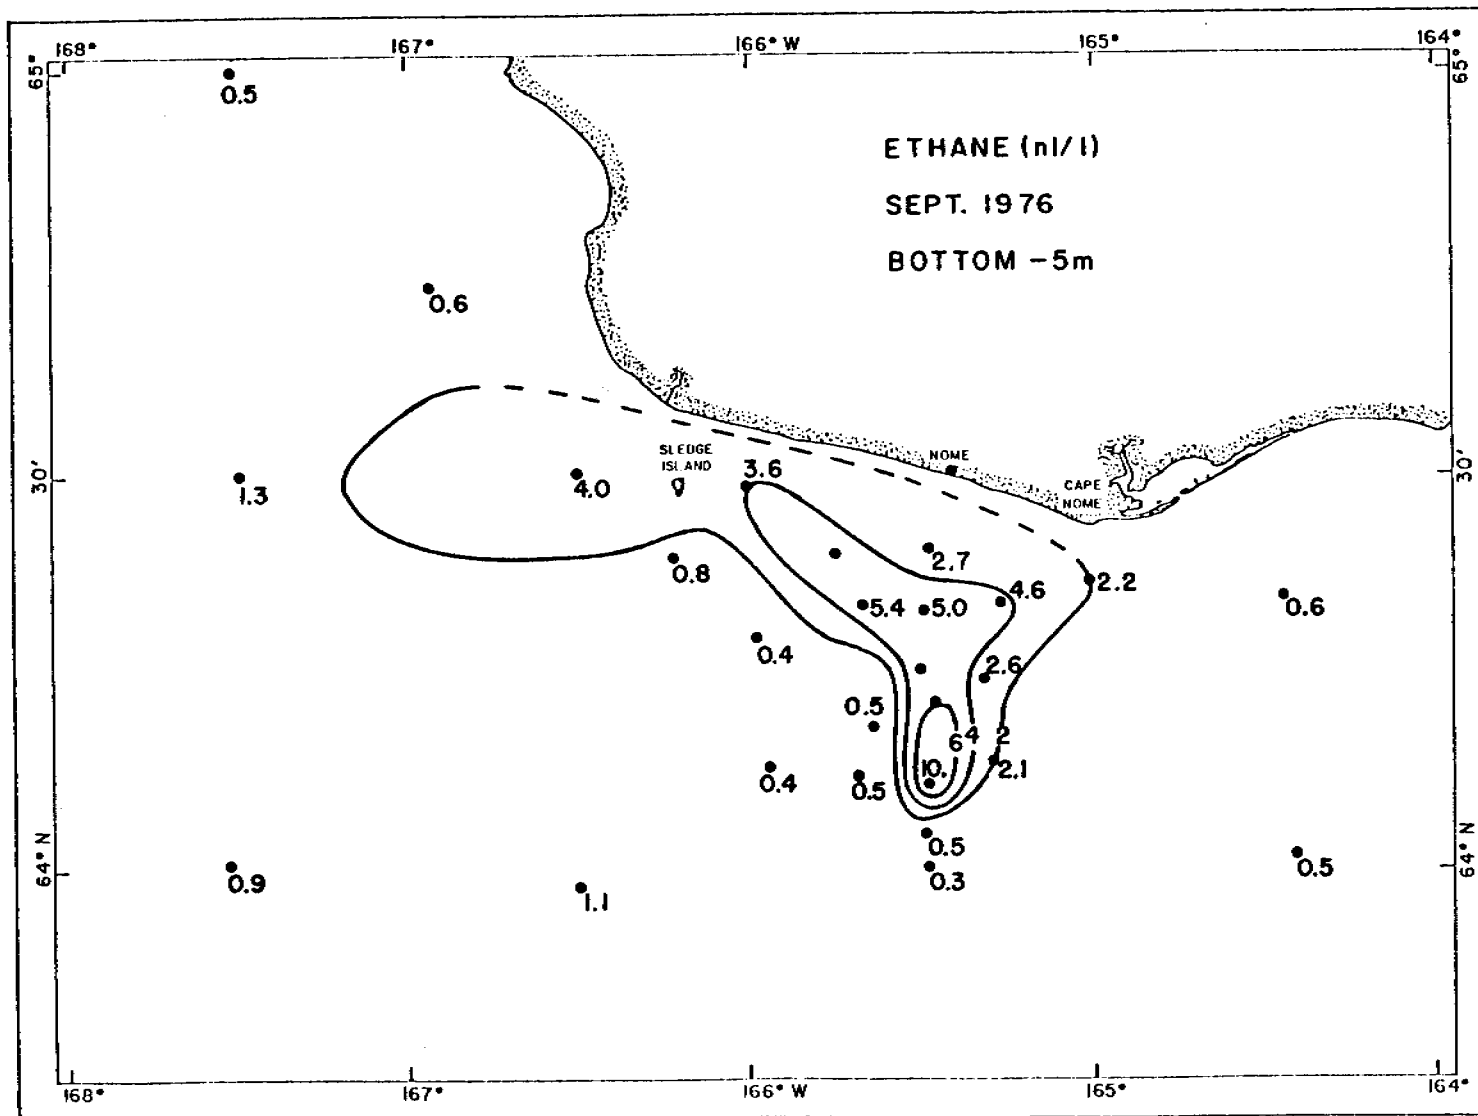 168° 167° 166° W 165° 164°
65° 65°
0.5
ETHANE (nl/l)
SEPT. 1976
BOTTOM -5m
0.6
SLEDGE
ISLAND
NOME
CAPE
NOME
30' 30'
1.3 4.0 3.6
2.7
0.8 2.2
5.4 5.0 4.6 0.6
0.4 2.6
0.5
6 4 2
0.4 0.5 10. 2.1
0.5 0.5
64° N 64° N
0.9 1.1 0.3
168° 167° 166° W 165° 164°